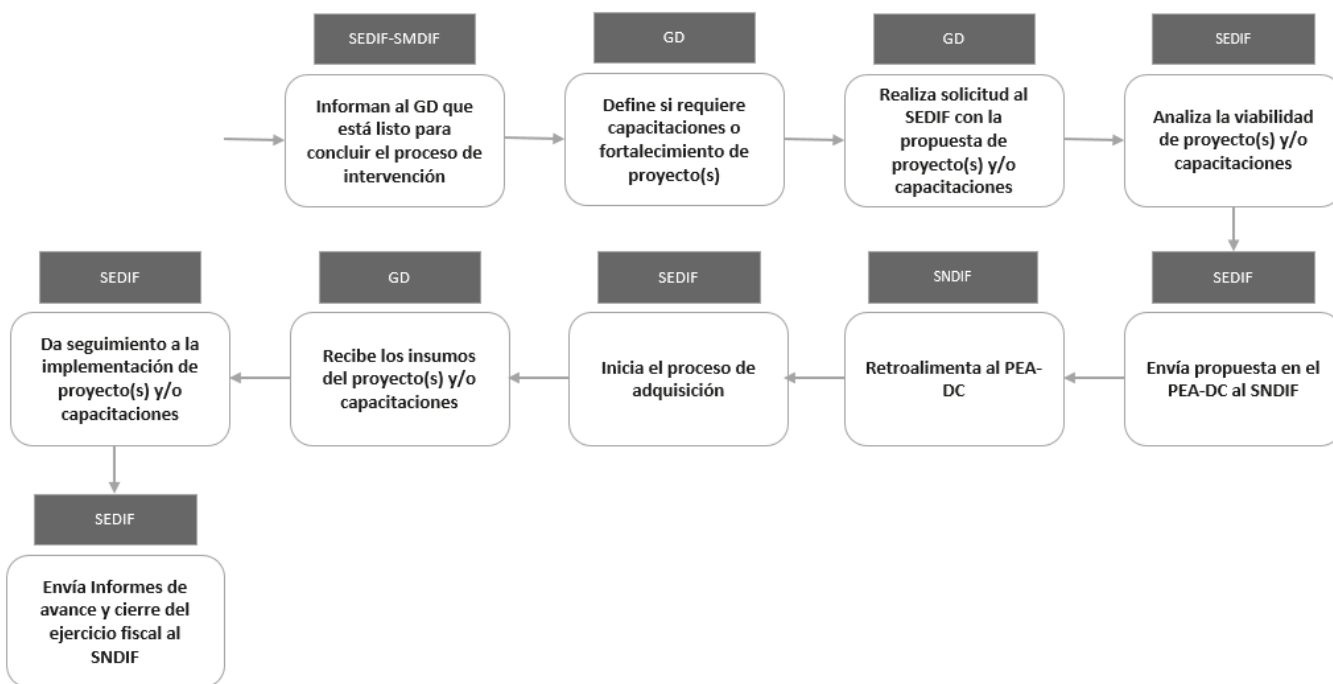 SEDIF-SMDIF
Informan al GD que
está listo para
concluir el proceso de
intervención
GD
Define si requiere
capacitaciones o
fortalecimiento de
proyecto(s)
GD
Realiza solicitud al
SEDIF con la
propuesta de
proyecto(s) y/o
capacitaciones
SEDIF
Analiza la viabilidad
de proyecto(s) y/o
capacitaciones
SEDIF
Envía propuesta en el
PEA-DC al SNDIF
SNDIF
Retroalimenta al PEA-
DC
SEDIF
Inicia el proceso de
adquisición
GD
Recibe los insumos
del proyecto(s) y/o
capacitaciones
SEDIF
Da seguimiento a la
implementación de
proyecto(s) y/o
capacitaciones
SEDIF
Envía Informes de
avance y cierre del
ejercicio fiscal al
SNDIF